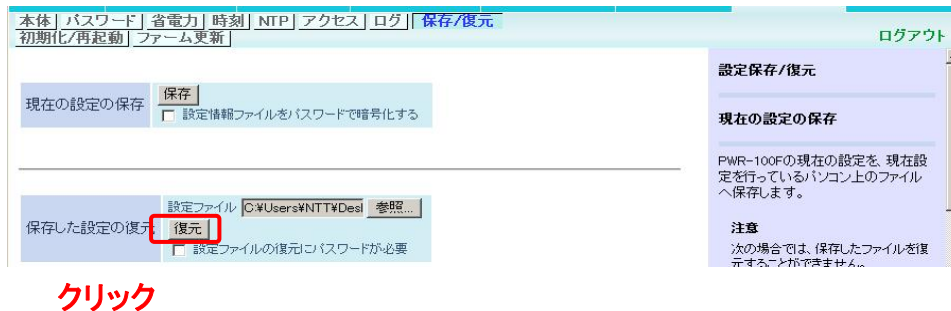 本体 パスワード 省電力 時刻 NTP アクセス ログ 保存/復元
初期化/再起動 ファーム更新
ログアウト
現在の設定の保存
保存
設定情報ファイルをパスワードで暗号化する
保存した設定の復元
設定ファイル C:¥Users¥NTT¥Desl 参照...
復元
設定ファイルの復元にパスワードが必要
クリック
設定保存/復元
現在の設定の保存
PWR-100Fの現在の設定を、現在設
定を行っているパソコン上のファイル
へ保存します。
注意
次の場合では、保存したファイルを復
元することができません。